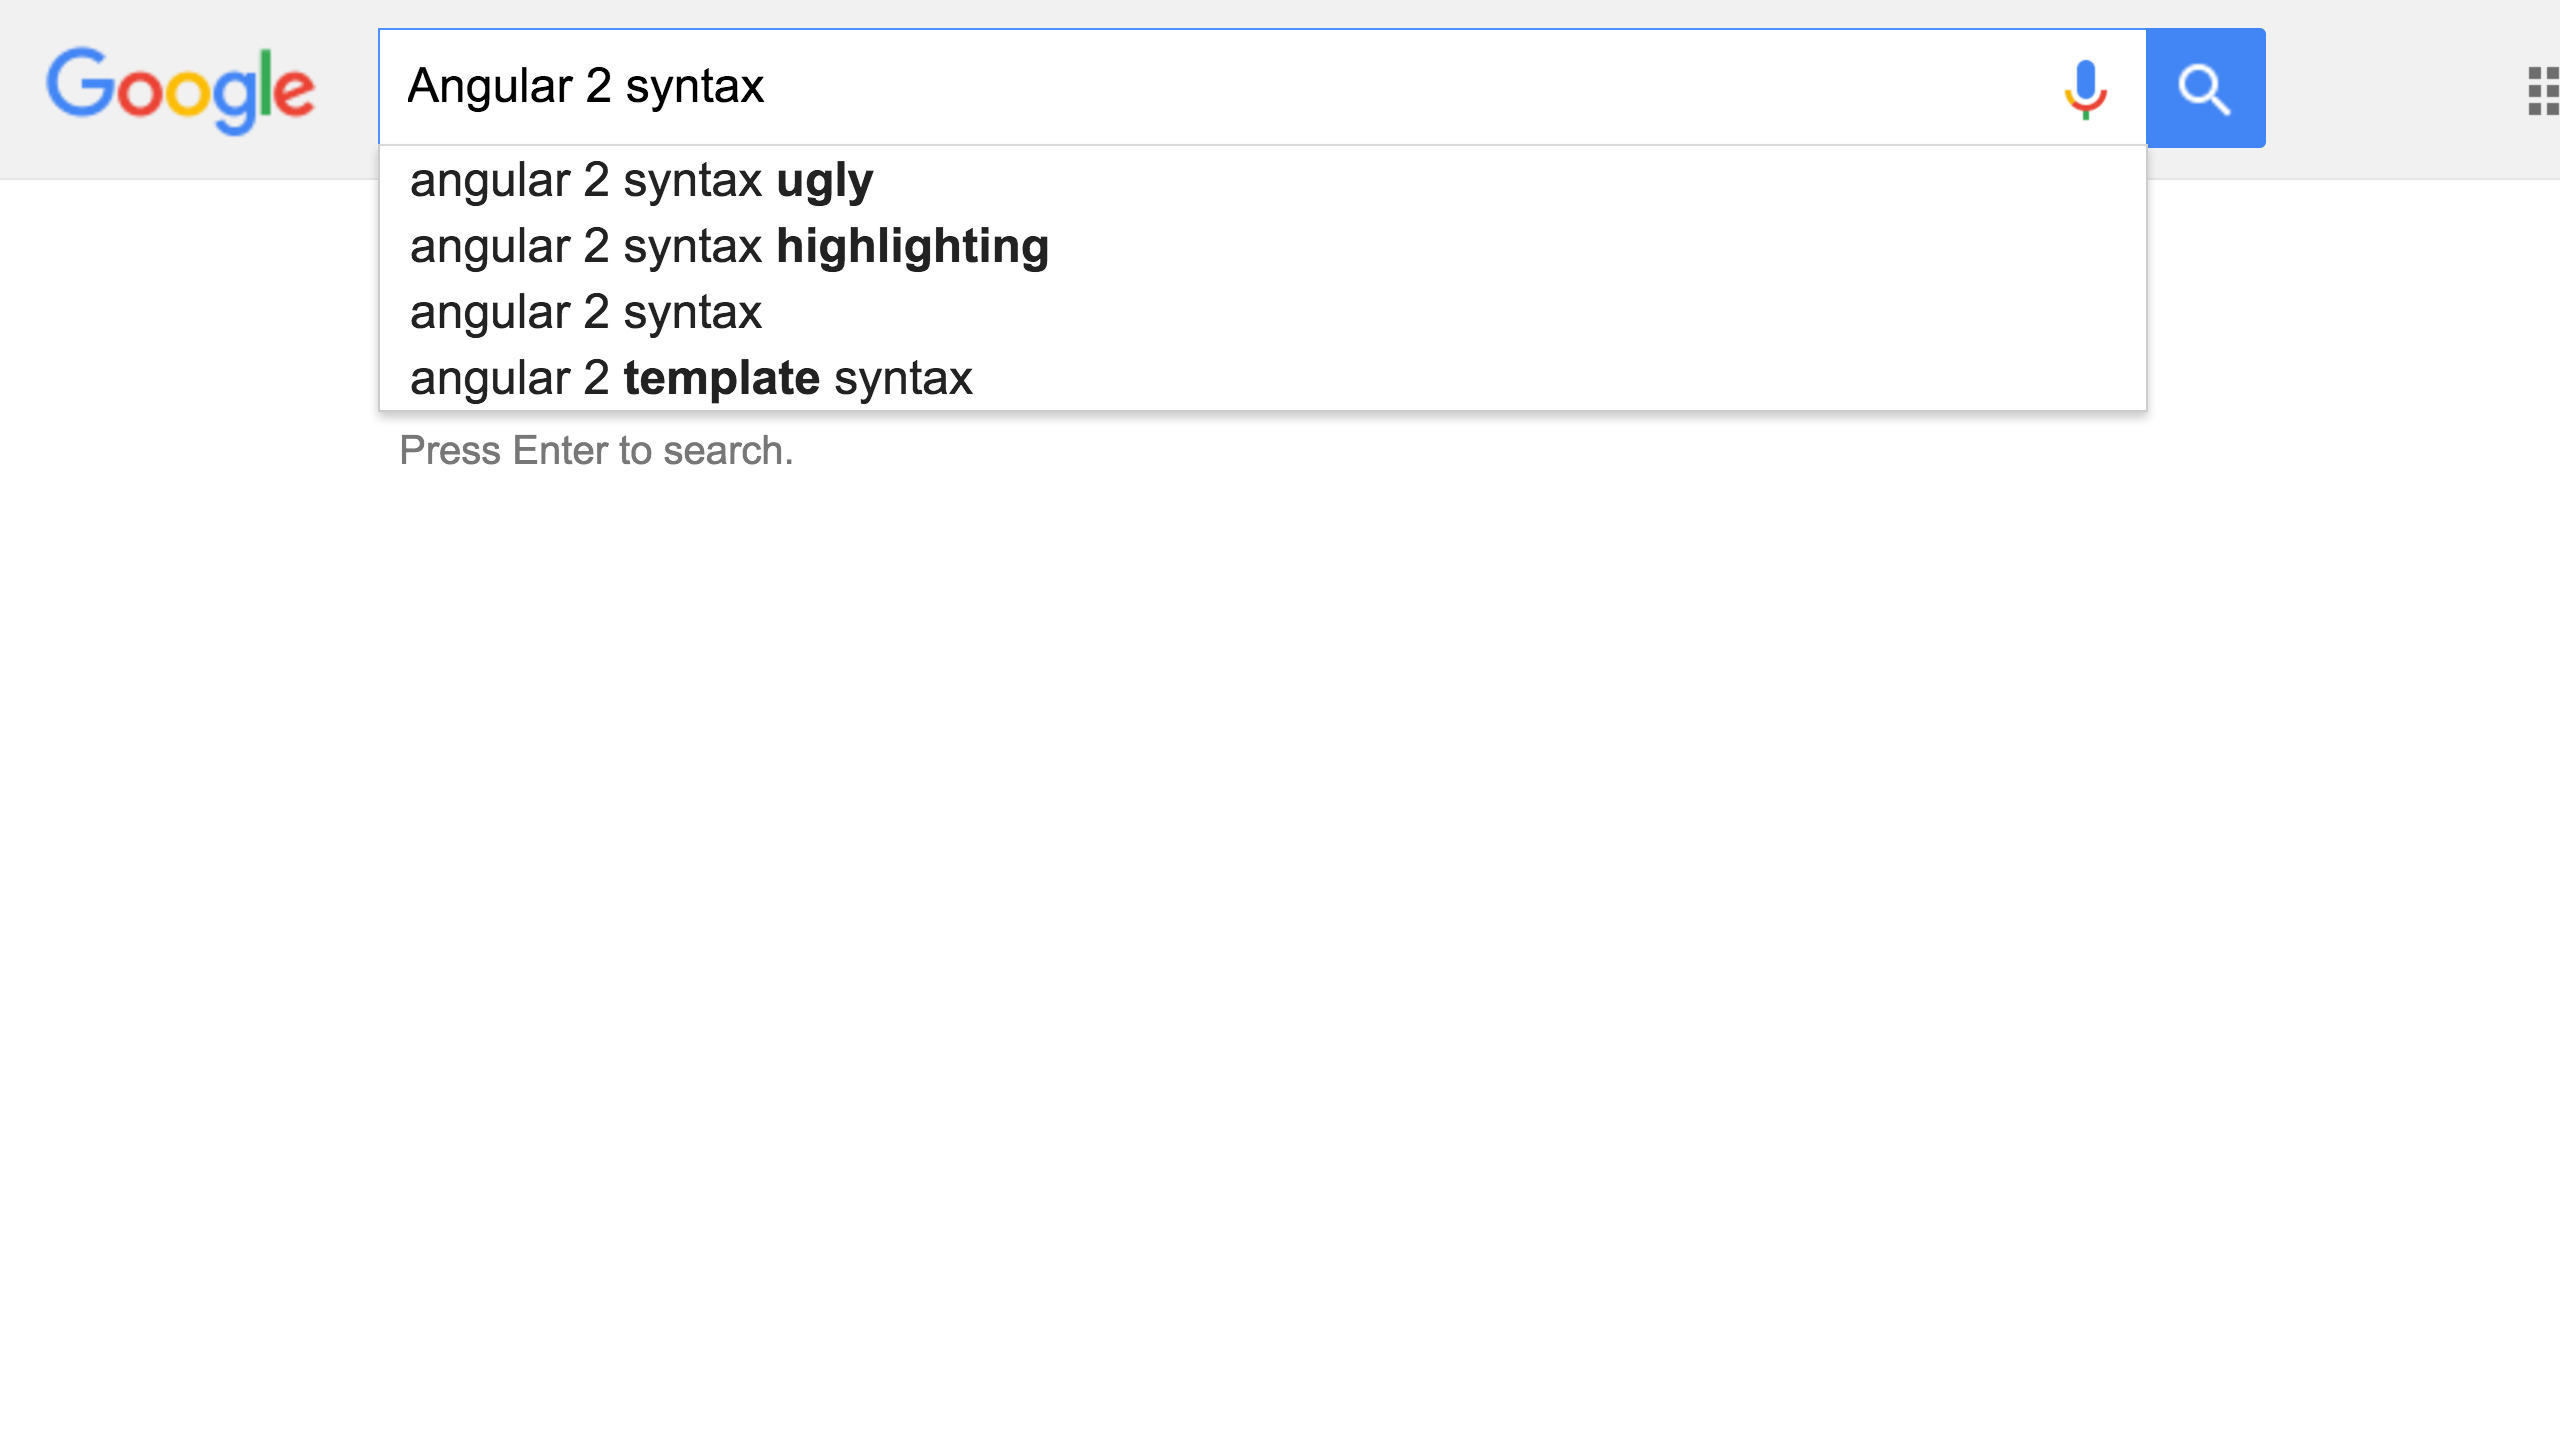 Google
Angular 2 syntax
angular 2 syntax ugly
angular 2 syntax highlighting
angular 2 syntax
angular 2 template syntax
Press Enter to search.